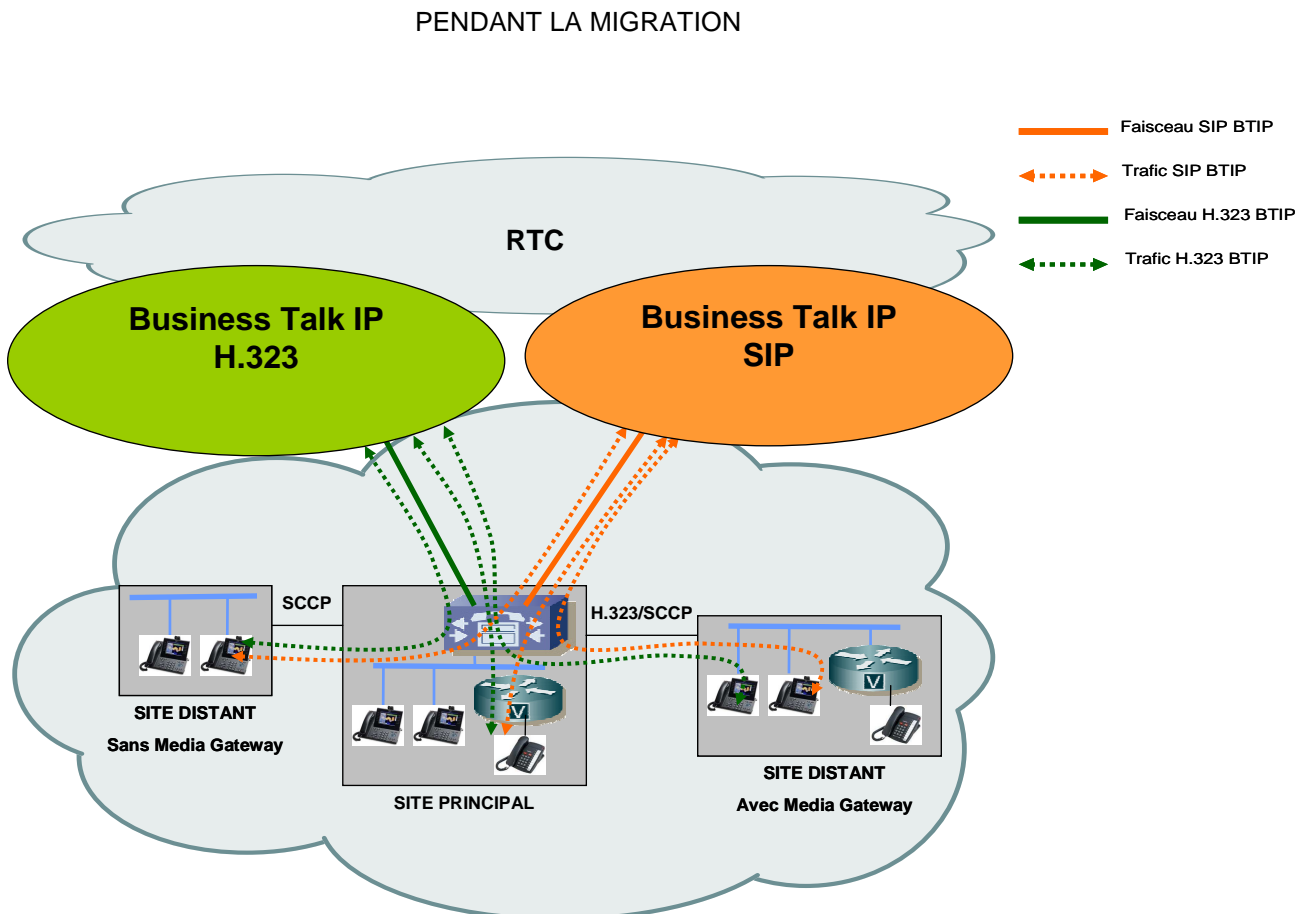 PENDANT LA MIGRATION
Faisceau SIP BTIP
Trafic SIP BTIP
Faisceau H.323 BTIP
Trafic H.323 BTIP
RTC
Business Talk IP
H.323
Business Talk IP
SIP
SCCP
H.323/SCCP
V
V
SITE DISTANT
Sans Media Gateway
SITE PRINCIPAL
SITE DISTANT
Avec Media Gateway